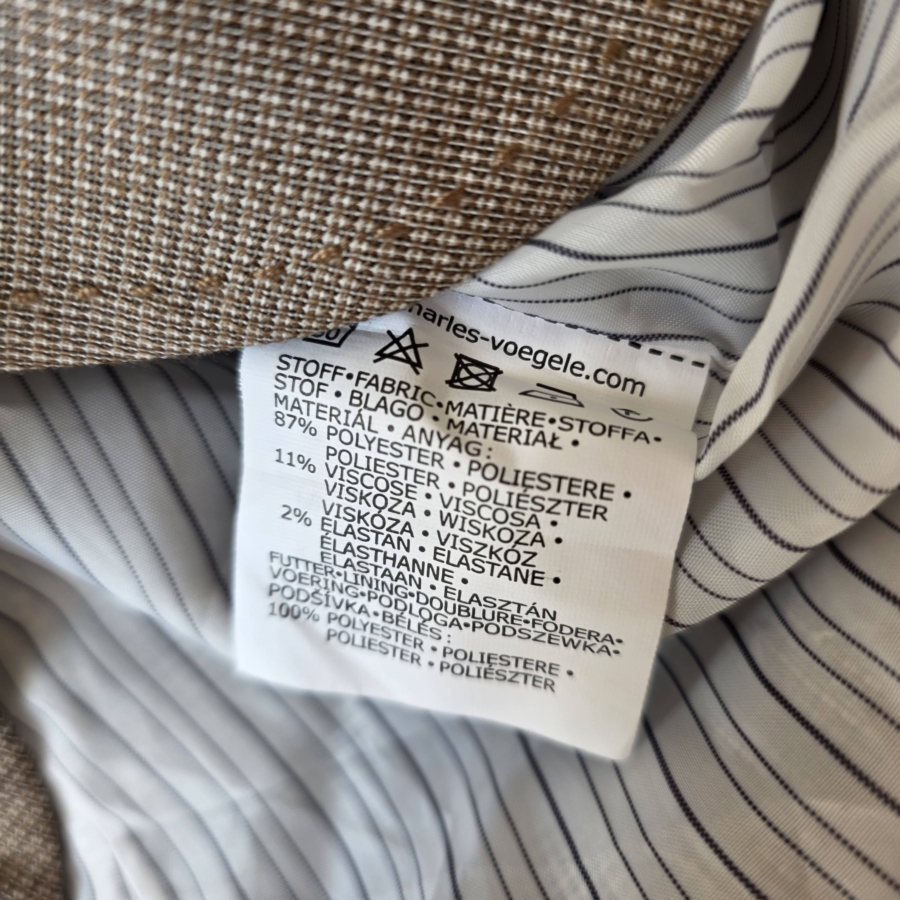 harles-voegele.com
STOFF•FABRIC•MATIÈRE•STOFFA•
STOF • BLAGO • MATERIAŁ •
MATERIÁL • ANYAG :
87% POLYESTER • POLIESTERE •
POLIESTER • POLIÉSZTER
11% VISCOSE • VISCOSA •
VISKOZA • WISKOZA •
VISKÓZA • VISZKÓZ
2% ELASTAN • ELASTANE •
ÉLASTHANNE •
ELASTAAN • ELASZTÁN
FUTTER•LINING•DOUBLURE•FODERA•
VOERING•PODLOGA•PODSZEWKA•
PODŠÍVKA•BÉLÉS :
100% POLYESTER • POLIESTERE •
POLIESTER • POLIÉSZTER